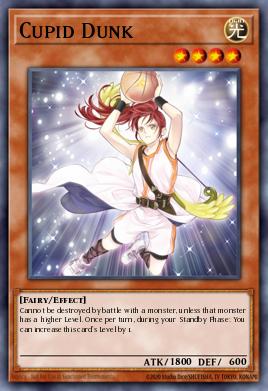 CUPID DUNK
光
[FAIRY/EFFECT]
Cannot be destroyed by battle with a monster, unless that monster
has a higher Level. Once per turn, during your Standby Phase: You
can increase this card's Level by 1.
ATK/1800 DEF/ 600
©2020 Studio Dice/SHUEISHA, TV TOKYO, KONAMI